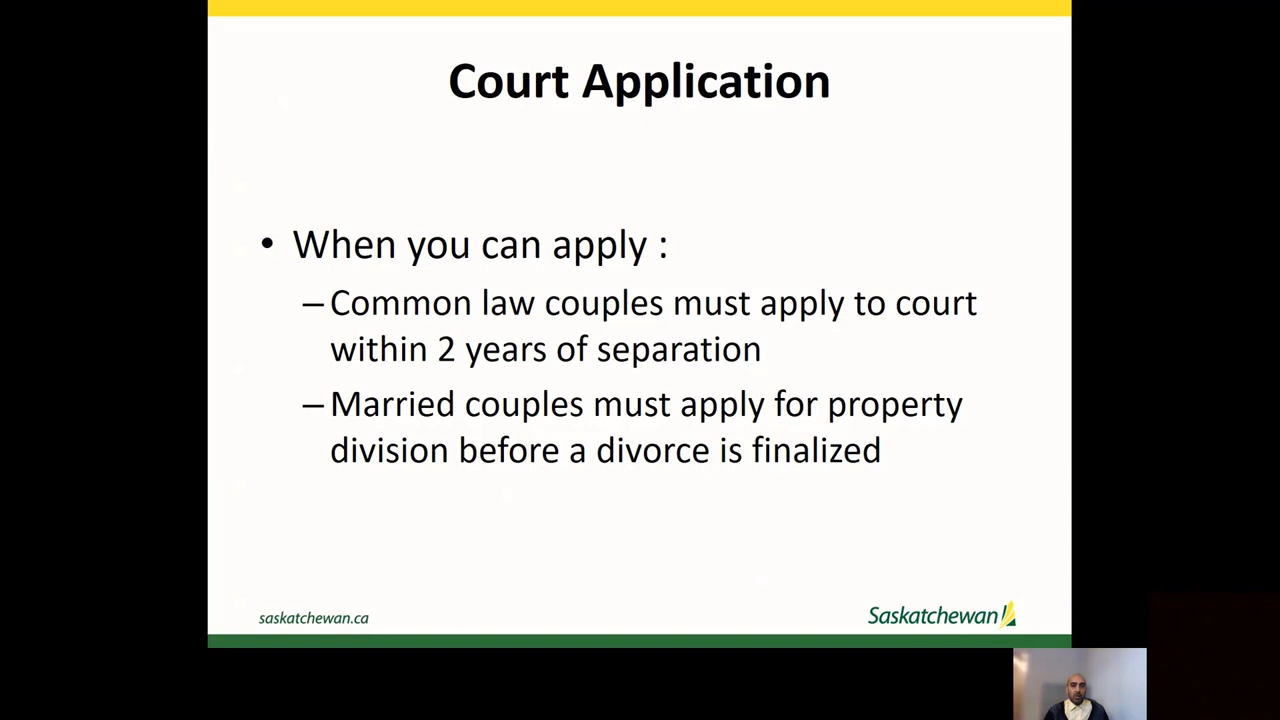 Court Application
• When you can apply :
– Common law couples must apply to court
within 2 years of separation
– Married couples must apply for property
division before a divorce is finalized
saskatchewan.ca
Saskatchewan